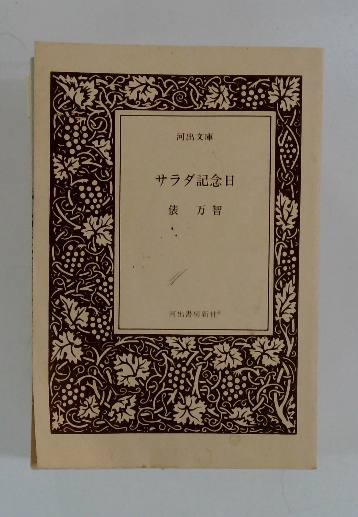 河出文庫
サラダ記念日
俵 万智
河出書房新社